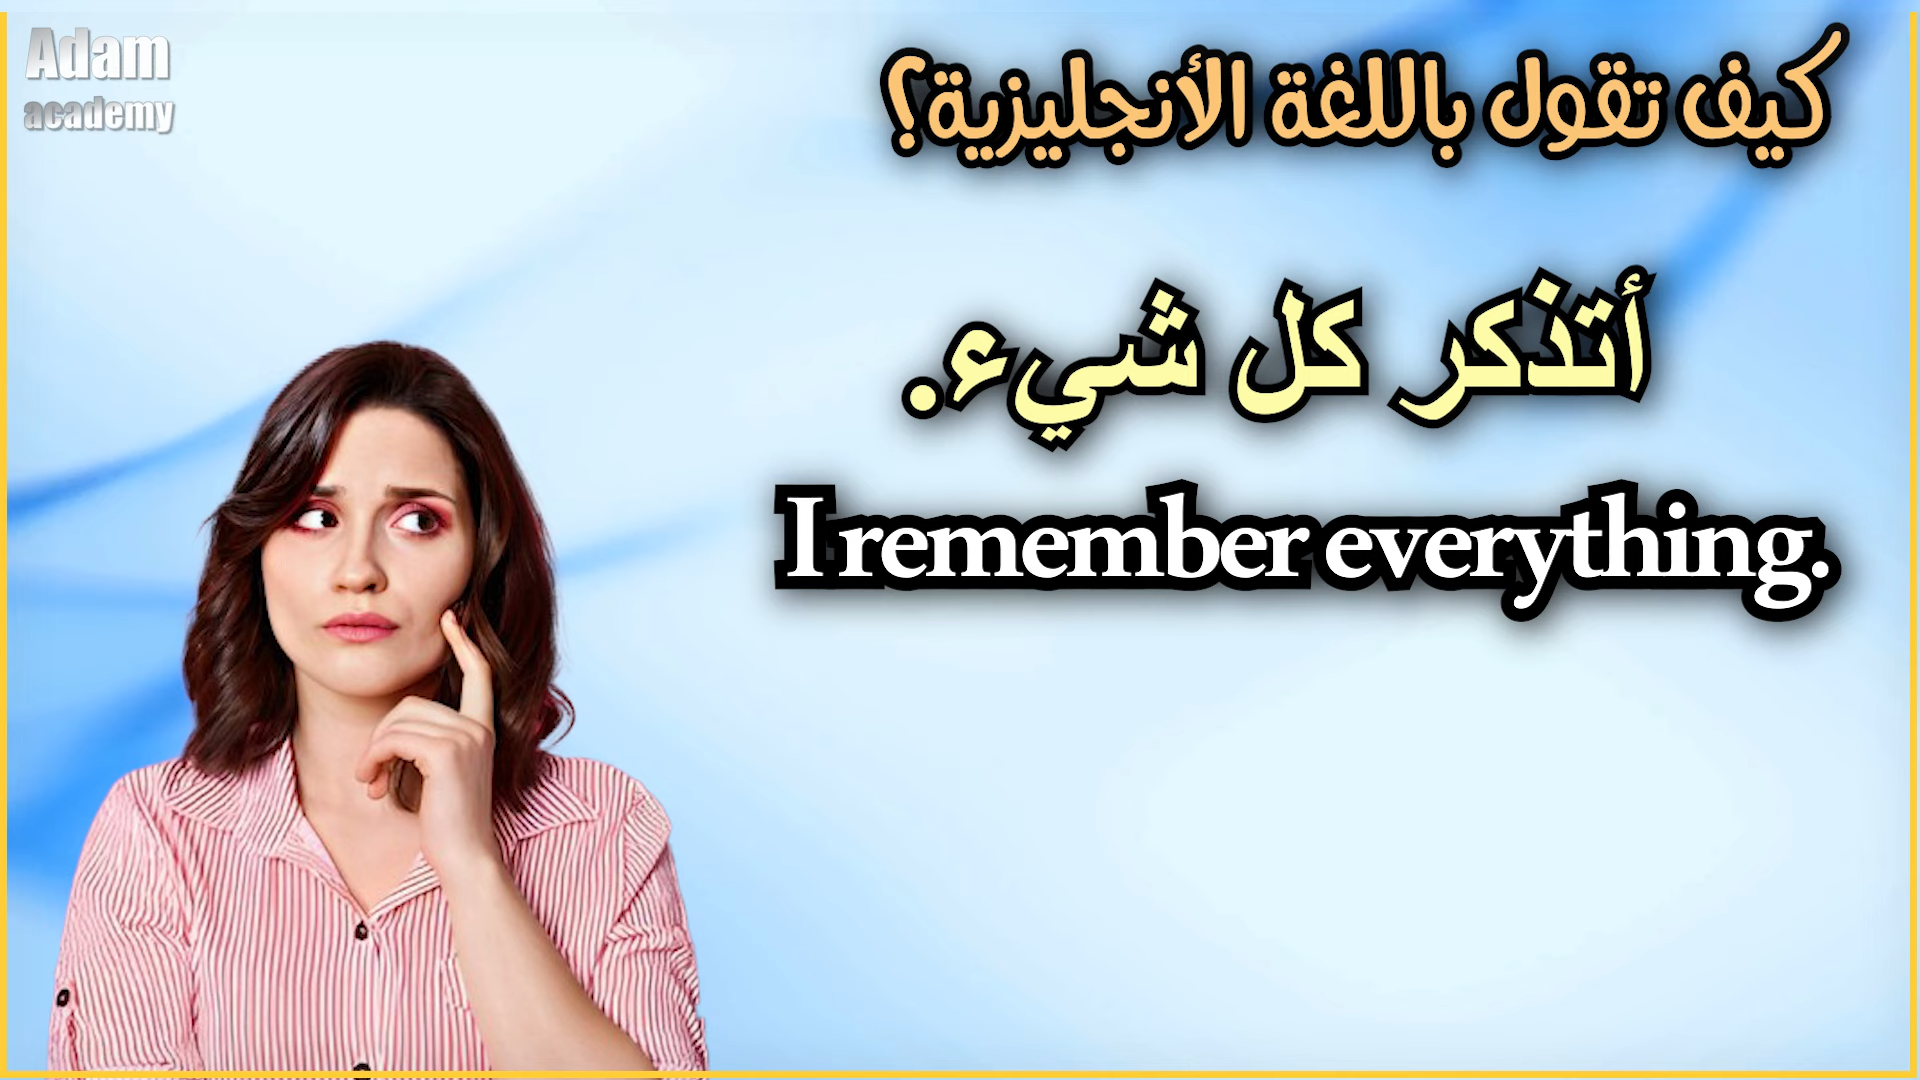 Adam
academy
كيف تقول باللغة الأنجليزية؟
أتذكر كل شيء.
I remember everything.